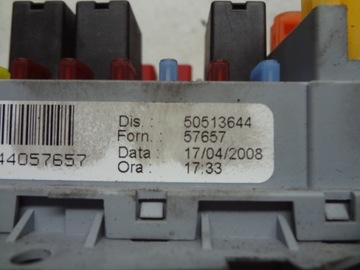 Dis. : 50513644
Forn. : 57657
Data : 17/04/2008
Ora : 17:33
44057657